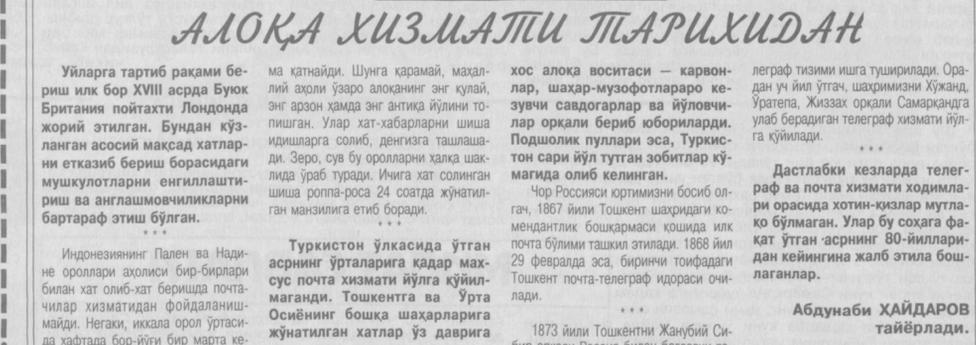 АЛОҚА ХИЗМАТИ ТАРИХИДАН
Уйларга тартиб рақами бе-
риш илк бор XVIII асрда Буюк
Британия пойтахти Лондонда
жорий этилган. Бундан кўз-
ланган асосий мақсад хатлар-
ни етказиб бериш борасидаги
мушкулотларни енгиллашти-
риш ва англашмовчиликларни
бартараф этиш бўлган.
* * *
Индонезиянинг Пален ва Нади-
не ороллари аҳолиси бир-бирлари
билан хат олиб-хат беришда почта-
чилар хизматидан фойдаланиш-
майди. Негаки, иккала орол ўртаси-
да ҳафтада бор-йўғи бир марта ке-
ма қатнайди. Шунга қарамай, маҳал-
лий аҳоли ўзаро алоқанинг энг қулай,
энг арзон ҳамда энг антиқа йўлини то-
пишган. Улар хат-хабарларни шиша
идишларга солиб, денгизга ташлаша-
ди. Зеро, сув бу оролларни ҳалқа шак-
лида ўраб туради. Ичига хат солинган
шиша роппа-роса 24 соатда жўнатил-
ган манзилига етиб боради.
* * *
Туркистон ўлкасида ўтган
асрнинг ўрталарига қадар мах-
сус почта хизмати йўлга қўйил-
маганди. Тошкентга ва Ўрта
Осиёнинг бошқа шаҳарларига
жўнатилган хатлар ўз даврига
хос алоқа воситаси — карвон-
лар, шаҳар-музофотлараро ке-
зувчи савдогарлар ва йўловчи-
лар орқали бериб юбориларди.
Подшолик пуллари эса, Туркис-
тон сари йўл тутган зобитлар кў-
магида олиб келинган.
Чор Россияси юртимизни босиб ол-
гач, 1867 йили Тошкент шаҳридаги ко-
мендантлик бошқармаси қошида илк
почта бўлими ташкил этилади. 1868 йил
29 февралда эса, биринчи тоифадаги
Тошкент почта-телеграф идораси очи-
лади.
* * *
1873 йили Тошкентни Жанубий Си-
бир орқали Россия билан боғловчи те-
леграф тизими ишга туширилади. Ора-
дан уч йил ўтгач, шаҳримизни Хўжанд,
Ўратепа, Жиззах орқали Самарқандга
улаб берадиган телеграф хизмати йўл-
га қўйилади.
* * *
Дастлабки кезларда телег-
раф ва почта хизмати ходимла-
ри орасида хотин-қизлар мутла-
қо бўлмаган. Улар бу соҳага фа-
қат ўтган асрнинг 80-йиллари-
дан кейингина жалб этила бош-
лаганлар.
Абдунаби ҲАЙДАРОВ
тайёрлади.